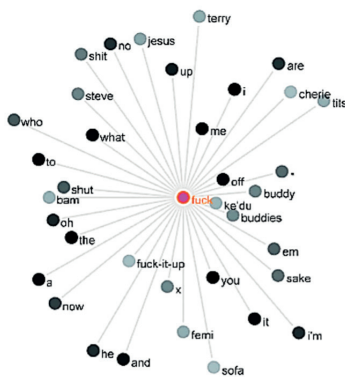 terry
no
jesus
shit
up
are
i
cherie
tils
steve
who
what
me
to
off
*
shut
buddy
bam
fuck
ke'du
buddies
oh
the
em
fuck-it-up
a
x
you
sake
now
it
i'm
femi
he
and
sofa